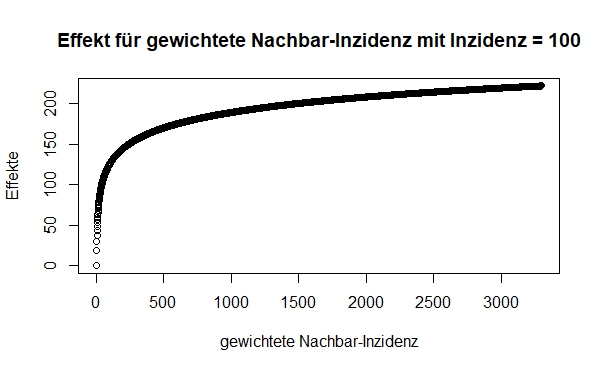 Effekt für gewichtete Nachbar-Inzidenz mit Inzidenz = 100
Effekte
200
150
100
50
0
0 500 1000 1500 2000 2500 3000
gewichtete Nachbar-Inzidenz